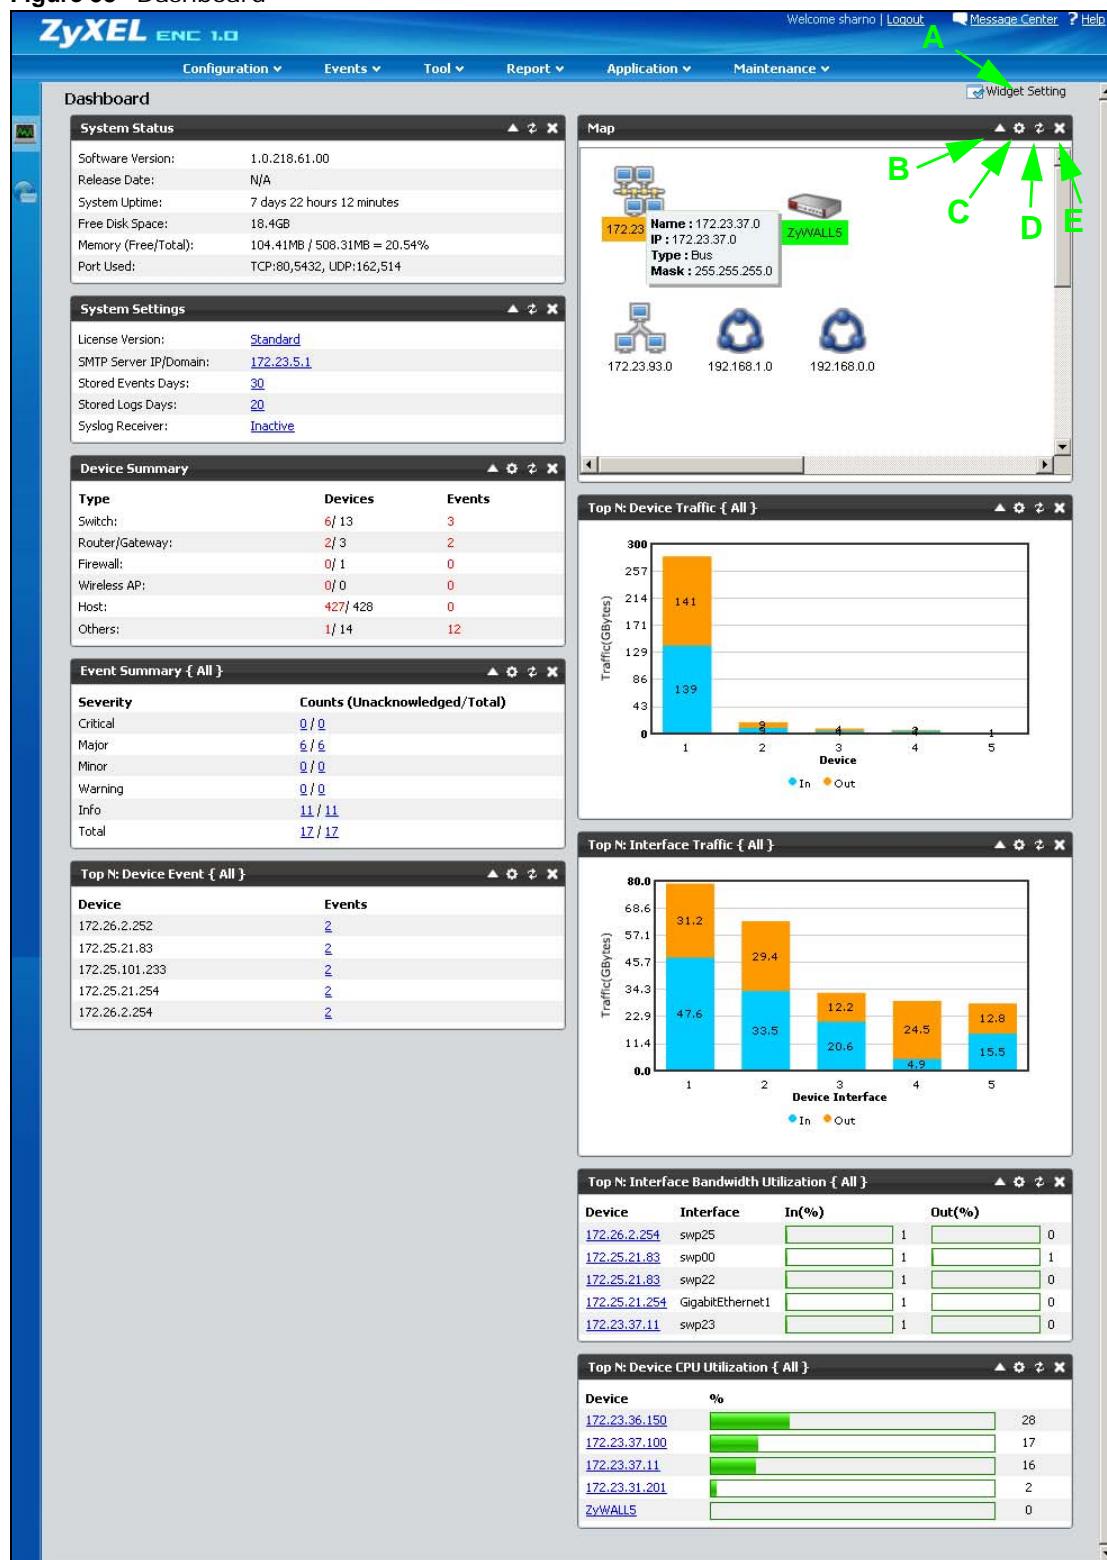 Figure 35 Dashboard
ZyXEL ENC 1.0
Welcome sharno | Logout Message Center ? Help
A
Configuration Events Tool Report Application Maintenance
Dashboard
Widget Setting
System Status
Software Version: 1.0.218.61.00
Release Date: N/A
System Uptime: 7 days 22 hours 12 minutes
Free Disk Space: 18.4GB
Memory (Free/Total): 104.41MB / 508.31MB = 20.54%
Port Used: TCP:80,5432, UDP:162,514
System Settings
License Version: Standard
SMTP Server IP/Domain: 172.23.5.1
Stored Events Days: 30
Stored Logs Days: 20
Syslog Receiver: Inactive
Device Summary
Type Devices Events
Switch: 6/ 13 3
Router/Gateway: 2/ 3 2
Firewall: 0/ 1 0
Wireless AP: 0/ 0 0
Host: 427/ 428 0
Others: 1/ 14 12
Event Summary { All }
Severity Counts (Unacknowledged/Total)
Critical 0 / 0
Major 6 / 6
Minor 0 / 0
Warning 0 / 0
Info 11 / 11
Total 17 / 17
Top N: Device Event { All }
Device Events
172.26.2.252 2
172.25.21.83 2
172.25.101.233 2
172.25.21.254 2
172.26.2.254 2
Map
B
C
D
E
172.23
Name : 172.23.37.0
IP : 172.23.37.0
Type : Bus
Mask : 255.255.255.0
ZyWALL5
172.23.93.0 192.168.1.0 192.168.0.0
Top N: Device Traffic { All }
Traffic(GBytes)
300
257
214
171
129
86
43
0
141
139
9
9
4
1
1 2 3 4 5
Device
In Out
Top N: Interface Traffic { All }
Traffic(GBytes)
80.0
68.6
57.1
45.7
34.3
22.9
11.4
0.0
31.2
47.6
29.4
33.5
12.2
20.6
24.5
4.9
12.8
15.5
1 2 3 4 5
Device Interface
In Out
Top N: Interface Bandwidth Utilization { All }
Device Interface In(%) Out(%)
172.26.2.254 swp25 1 0
172.25.21.83 swp00 1 1
172.25.21.83 swp22 1 0
172.25.21.254 GigabitEthernet1 1 0
172.23.37.11 swp23 1 0
Top N: Device CPU Utilization { All }
Device %
172.23.36.150 28
172.23.37.100 17
172.23.37.11 16
172.23.31.201 2
ZyWALL5 0